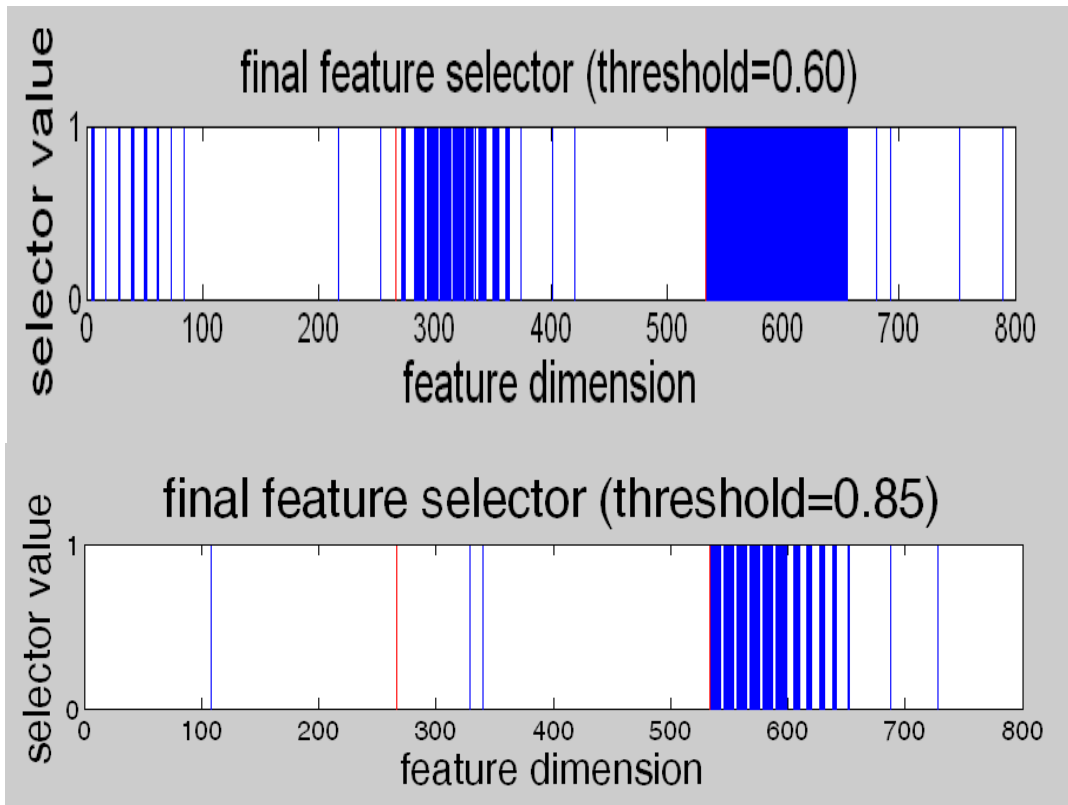 final feature selector (threshold=0.60)
selector value
1
0
0 100 200 300 400 500 600 700 800
feature dimension
final feature selector (threshold=0.85)
selector value
1
0
0 100 200 300 400 500 600 700 800
feature dimension